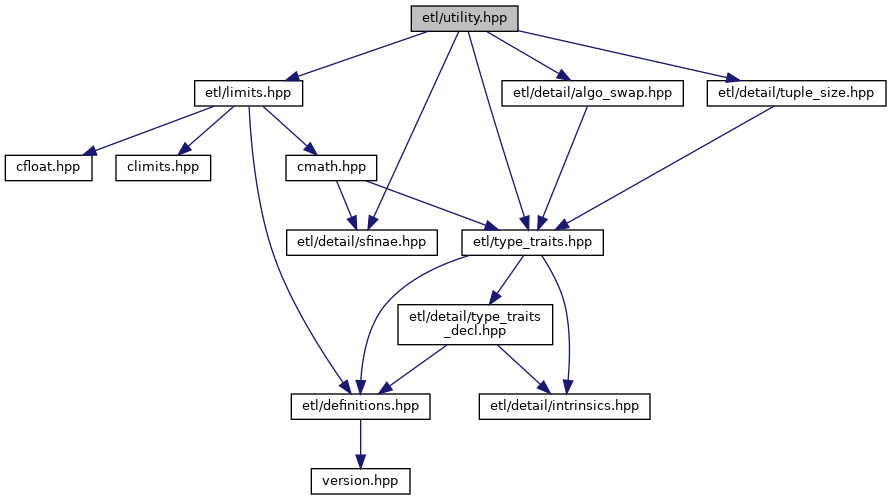 etl/utility.hpp
etl/limits.hpp
etl/detail/algo_swap.hpp
etl/detail/tuple_size.hpp
cfloat.hpp
climits.hpp
cmath.hpp
etl/detail/sfinae.hpp
etl/type_traits.hpp
etl/detail/type_traits
_decl.hpp
etl/definitions.hpp
etl/detail/intrinsics.hpp
version.hpp